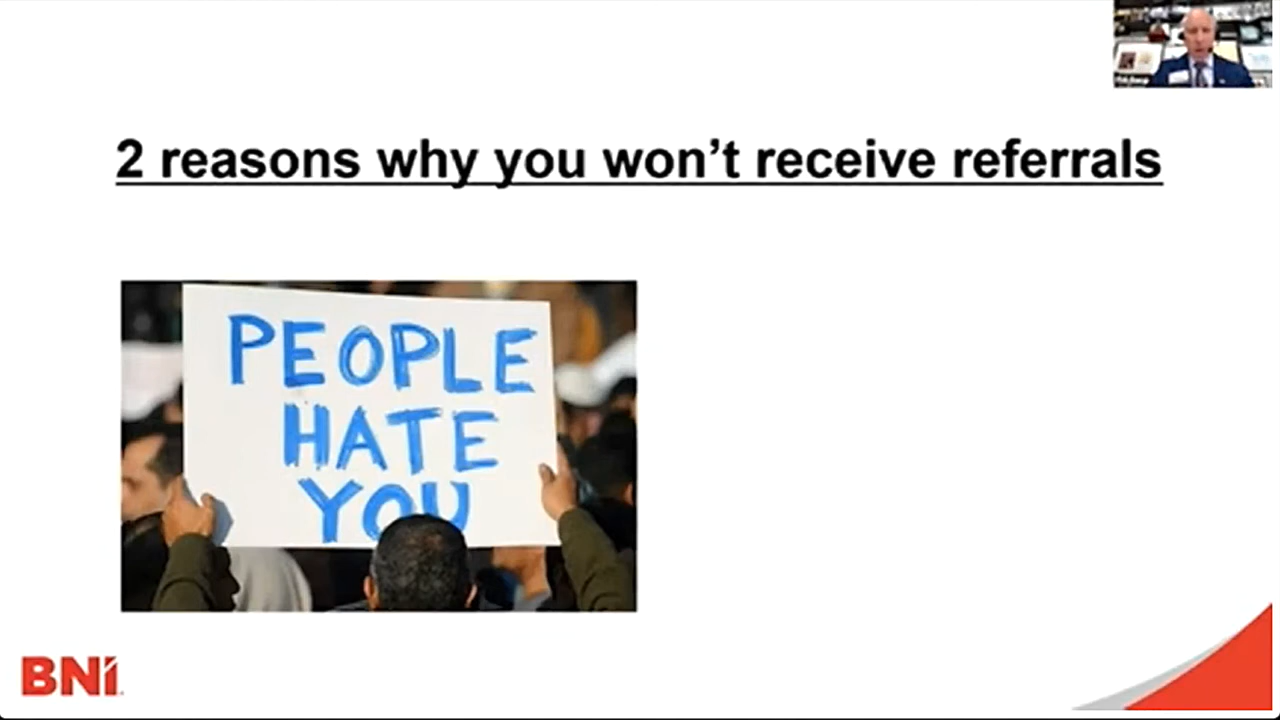 2 reasons why you won’t receive referrals
PEOPLE
HATE
YOU
BNI